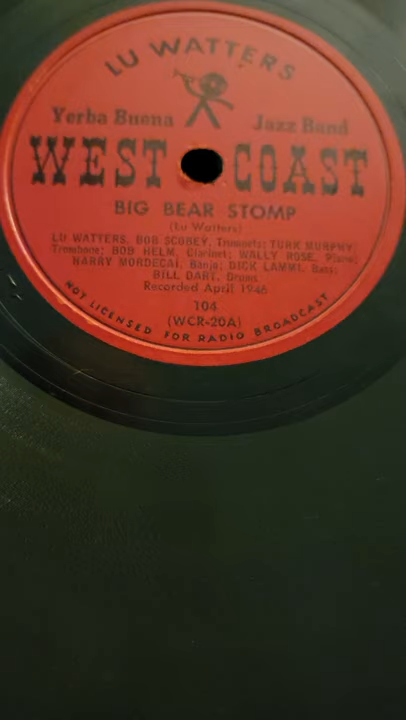 LU WATTERS
Yerba Buena Jazz Band
WEST COAST
BIG BEAR STOMP
(Lu Watters)
LU WATTERS, BOB SCOBEY, Trumpets; TURK MURPHY,
Trombone; BOB HELM, Clarinet; WALLY ROSE, Piano;
HARRY MORDECAI, Banjo; DICK LAMMI, Bass;
BILL DART, Drums
Recorded April 1946
104
(WCR-20A)
NOT LICENSED FOR RADIO BROADCAST